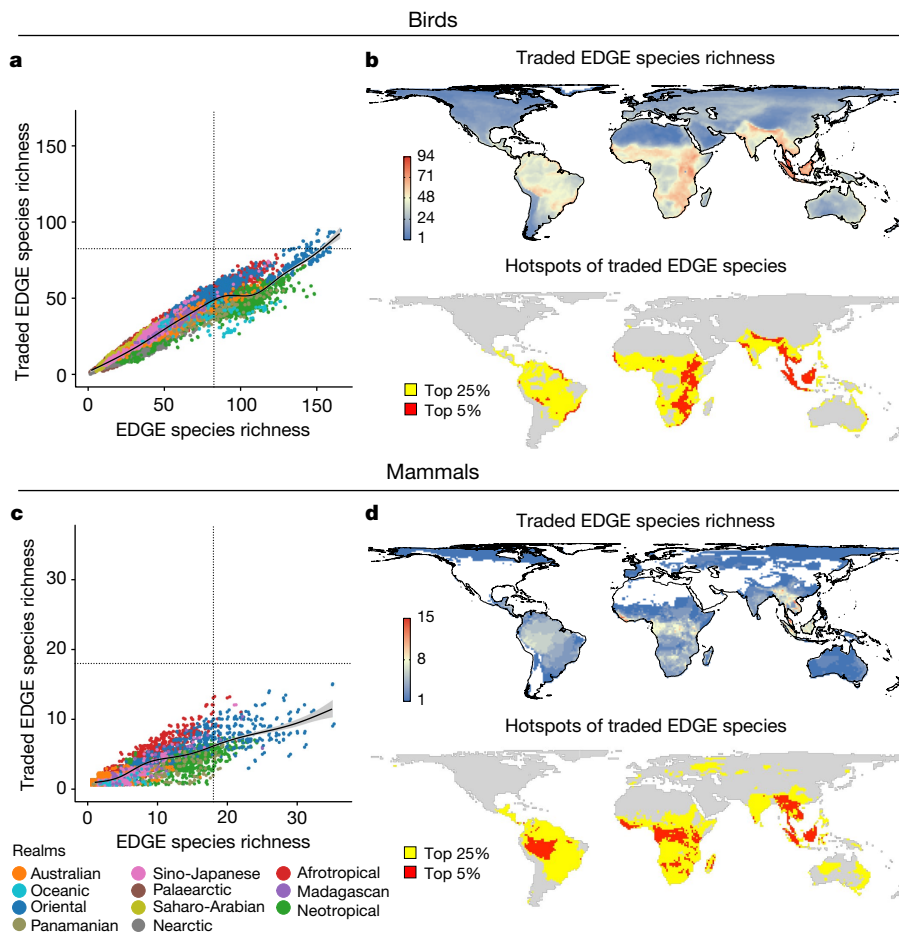 Birds
a
Traded EDGE species richness
150
100
50
0
0 50 100 150
EDGE species richness
b
Traded EDGE species richness
94
71
48
24
1
Hotspots of traded EDGE species
Top 25%
Top 5%
Mammals
c
Traded EDGE species richness
30
20
10
0
0 10 20 30
EDGE species richness
d
Traded EDGE species richness
15
8
1
Hotspots of traded EDGE species
Top 25%
Top 5%
Realms
Australian
Oceanic
Oriental
Panamanian
Sino-Japanese
Palaearctic
Saharo-Arabian
Nearctic
Afrotropical
Madagascan
Neotropical